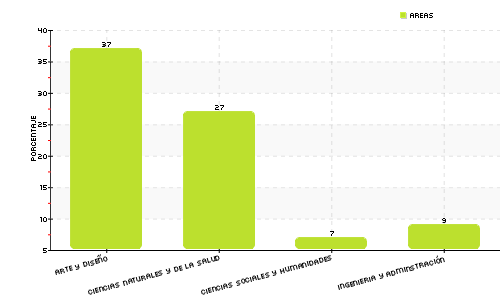 AREAS
PORCENTAJE
40
35
30
25
20
15
10
5
37
27
7
9
ARTE y DISEÑO
CIENCIAS NATURALES y DE LA SALUD
CIENCIAS SOCIALES y HUMANIDADES
INGENIERIA y ADMINSTRACIÓN